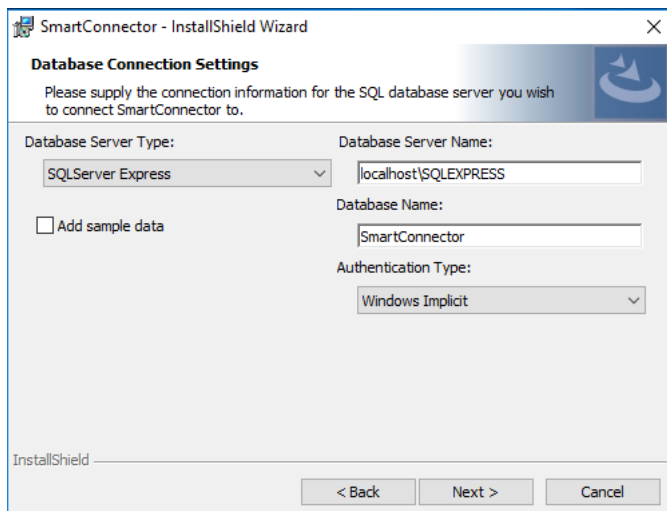 SmartConnector - InstallShield Wizard
Database Connection Settings
Please supply the connection information for the SQL database server you wish
to connect SmartConnector to.
Database Server Type:
SQLServer Express
Add sample data
Database Server Name:
localhost\SQLEXPRESS
Database Name:
SmartConnector
Authentication Type:
Windows Implicit
InstallShield
< Back
Next >
Cancel